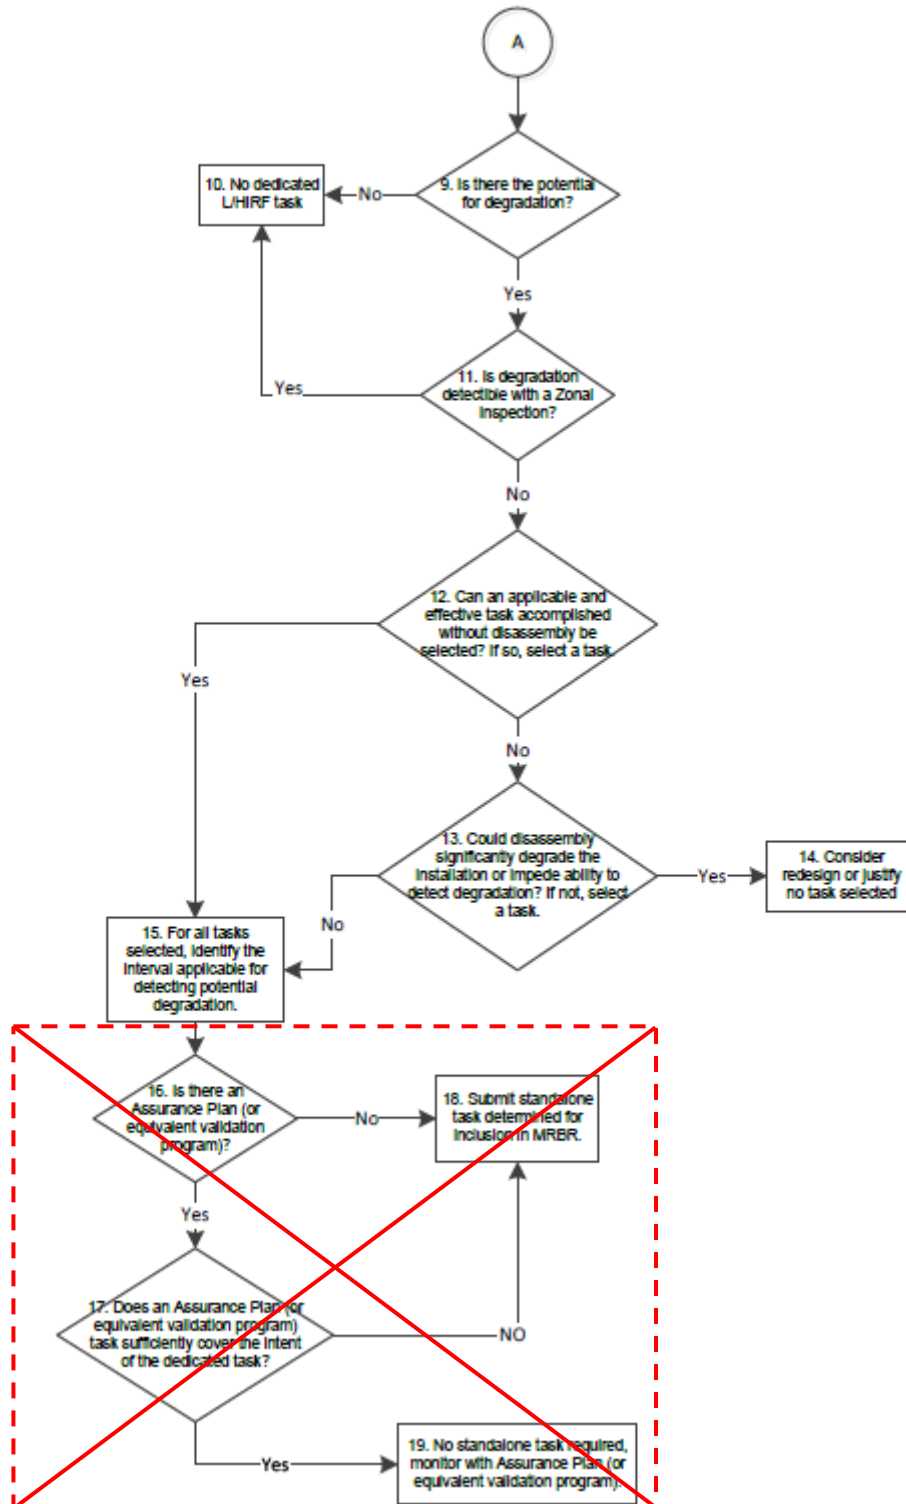 A
9. Is there the potential
for degradation?
No
10. No dedicated
L/HIRF task
Yes
11. Is degradation
detectible with a Zonal
Inspection?
Yes
No
12. Can an applicable and
effective task accomplished
without disassembly be
selected? If so, select a task.
Yes
No
13. Could disassembly
significantly degrade the
installation or impede ability to
detect degradation? If not, select
a task.
Yes
14. Consider
redesign or justify
no task selected
No
15. For all tasks
selected, identify the
interval applicable for
detecting potential
degradation.
16. Is there an
Assurance Plan (or
equivalent validation
program)?
No
18. Submit standalone
task determined for
inclusion in MRBR.
Yes
17. Does an Assurance Plan (or
equivalent validation program)
task sufficiently cover the intent
of the dedicated task?
NO
Yes
19. No standalone task required,
monitor with Assurance Plan (or
equivalent validation program).